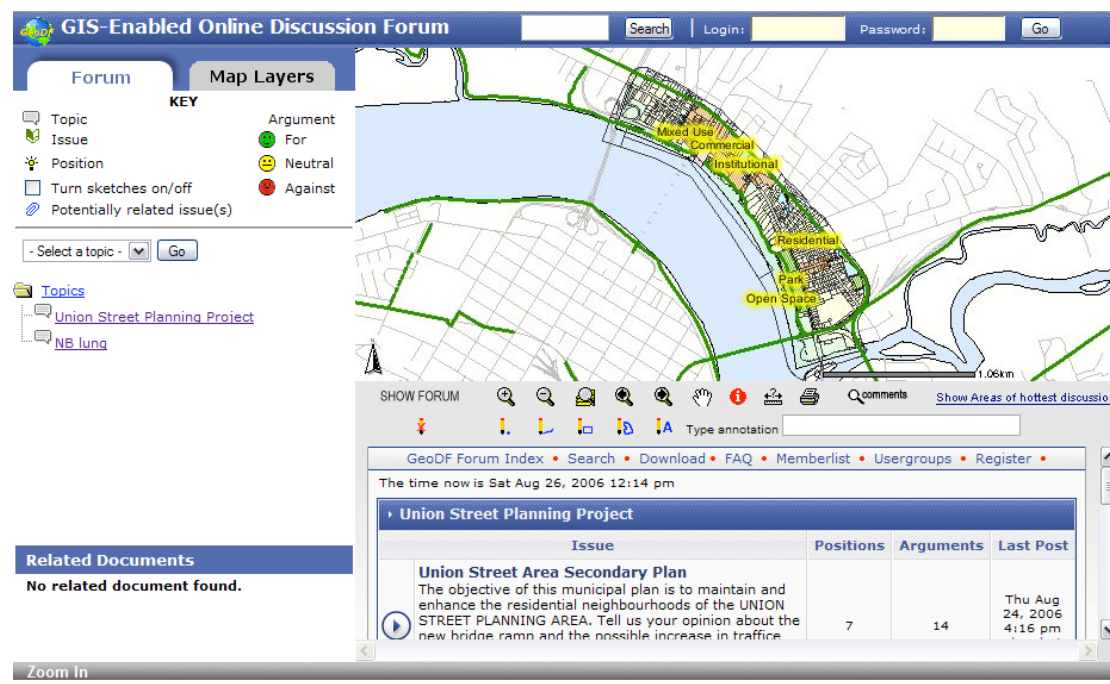 GeoDF GIS-Enabled Online Discussion Forum Search Login: Password: Go
Forum Map Layers
KEY
Topic Argument
Issue For
Position Neutral
Turn sketches on/off Against
Potentially related issue(s)
- Select a topic - Go
Topics
Union Street Planning Project
NB lung
Related Documents
No related document found.
Mixed Use
Commercial
Institutional
Residential
Park
Open Space
1.06km
SHOW FORUM comments Show Areas of hottest discussio
A Type annotation
GeoDF Forum Index • Search • Download • FAQ • Memberlist • Usergroups • Register •
The time now is Sat Aug 26, 2006 12:14 pm
Union Street Planning Project
Issue Positions Arguments Last Post
Union Street Area Secondary Plan
The objective of this municipal plan is to maintain and
enhance the residential neighbourhoods of the UNION
STREET PLANNING AREA. Tell us your opinion about the
new bridge ramp and the possible increase in traffic
7 14
Thu Aug
24, 2006
4:16 pm
Zoom In